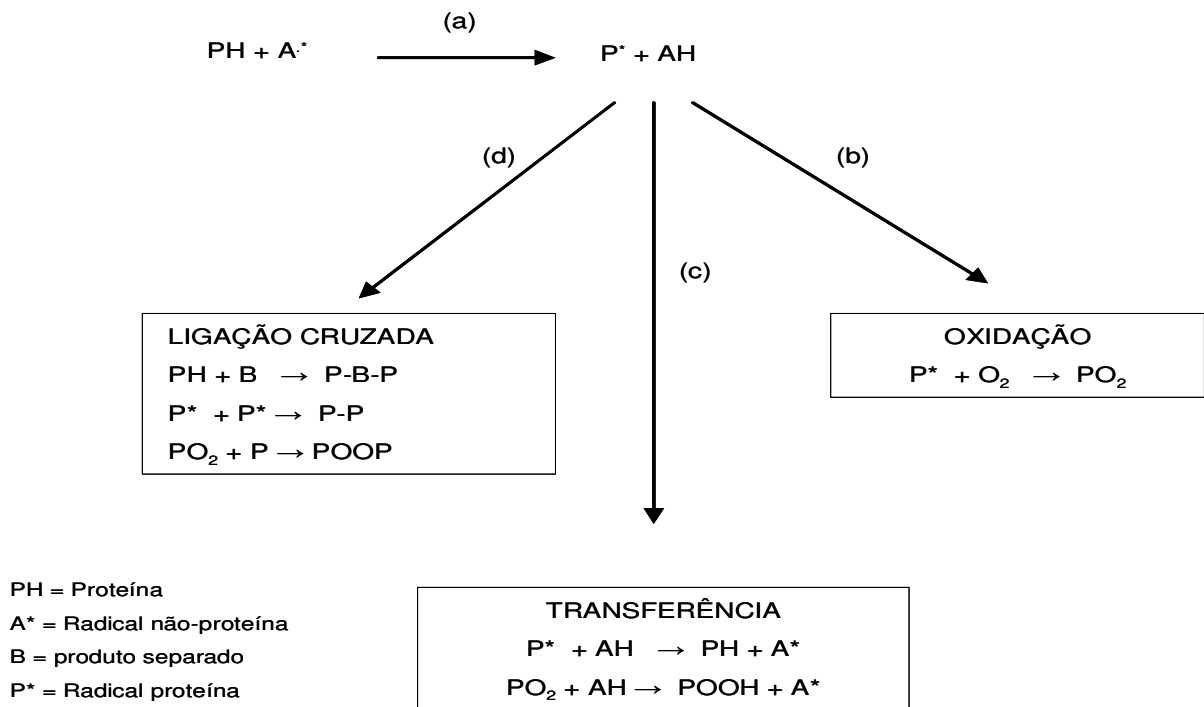 (a)
PH + A·* P* + AH
(d)
(b)
(c)
LIGAÇÃO CRUZADA
PH + B → P-B-P
P* + P* → P-P
PO₂ + P → POOP
OXIDAÇÃO
P* + O₂ → PO₂
PH = Proteína
A* = Radical não-proteína
B = produto separado
P* = Radical proteína
TRANSFERÊNCIA
P* + AH → PH + A*
PO₂ + AH → POOH + A*